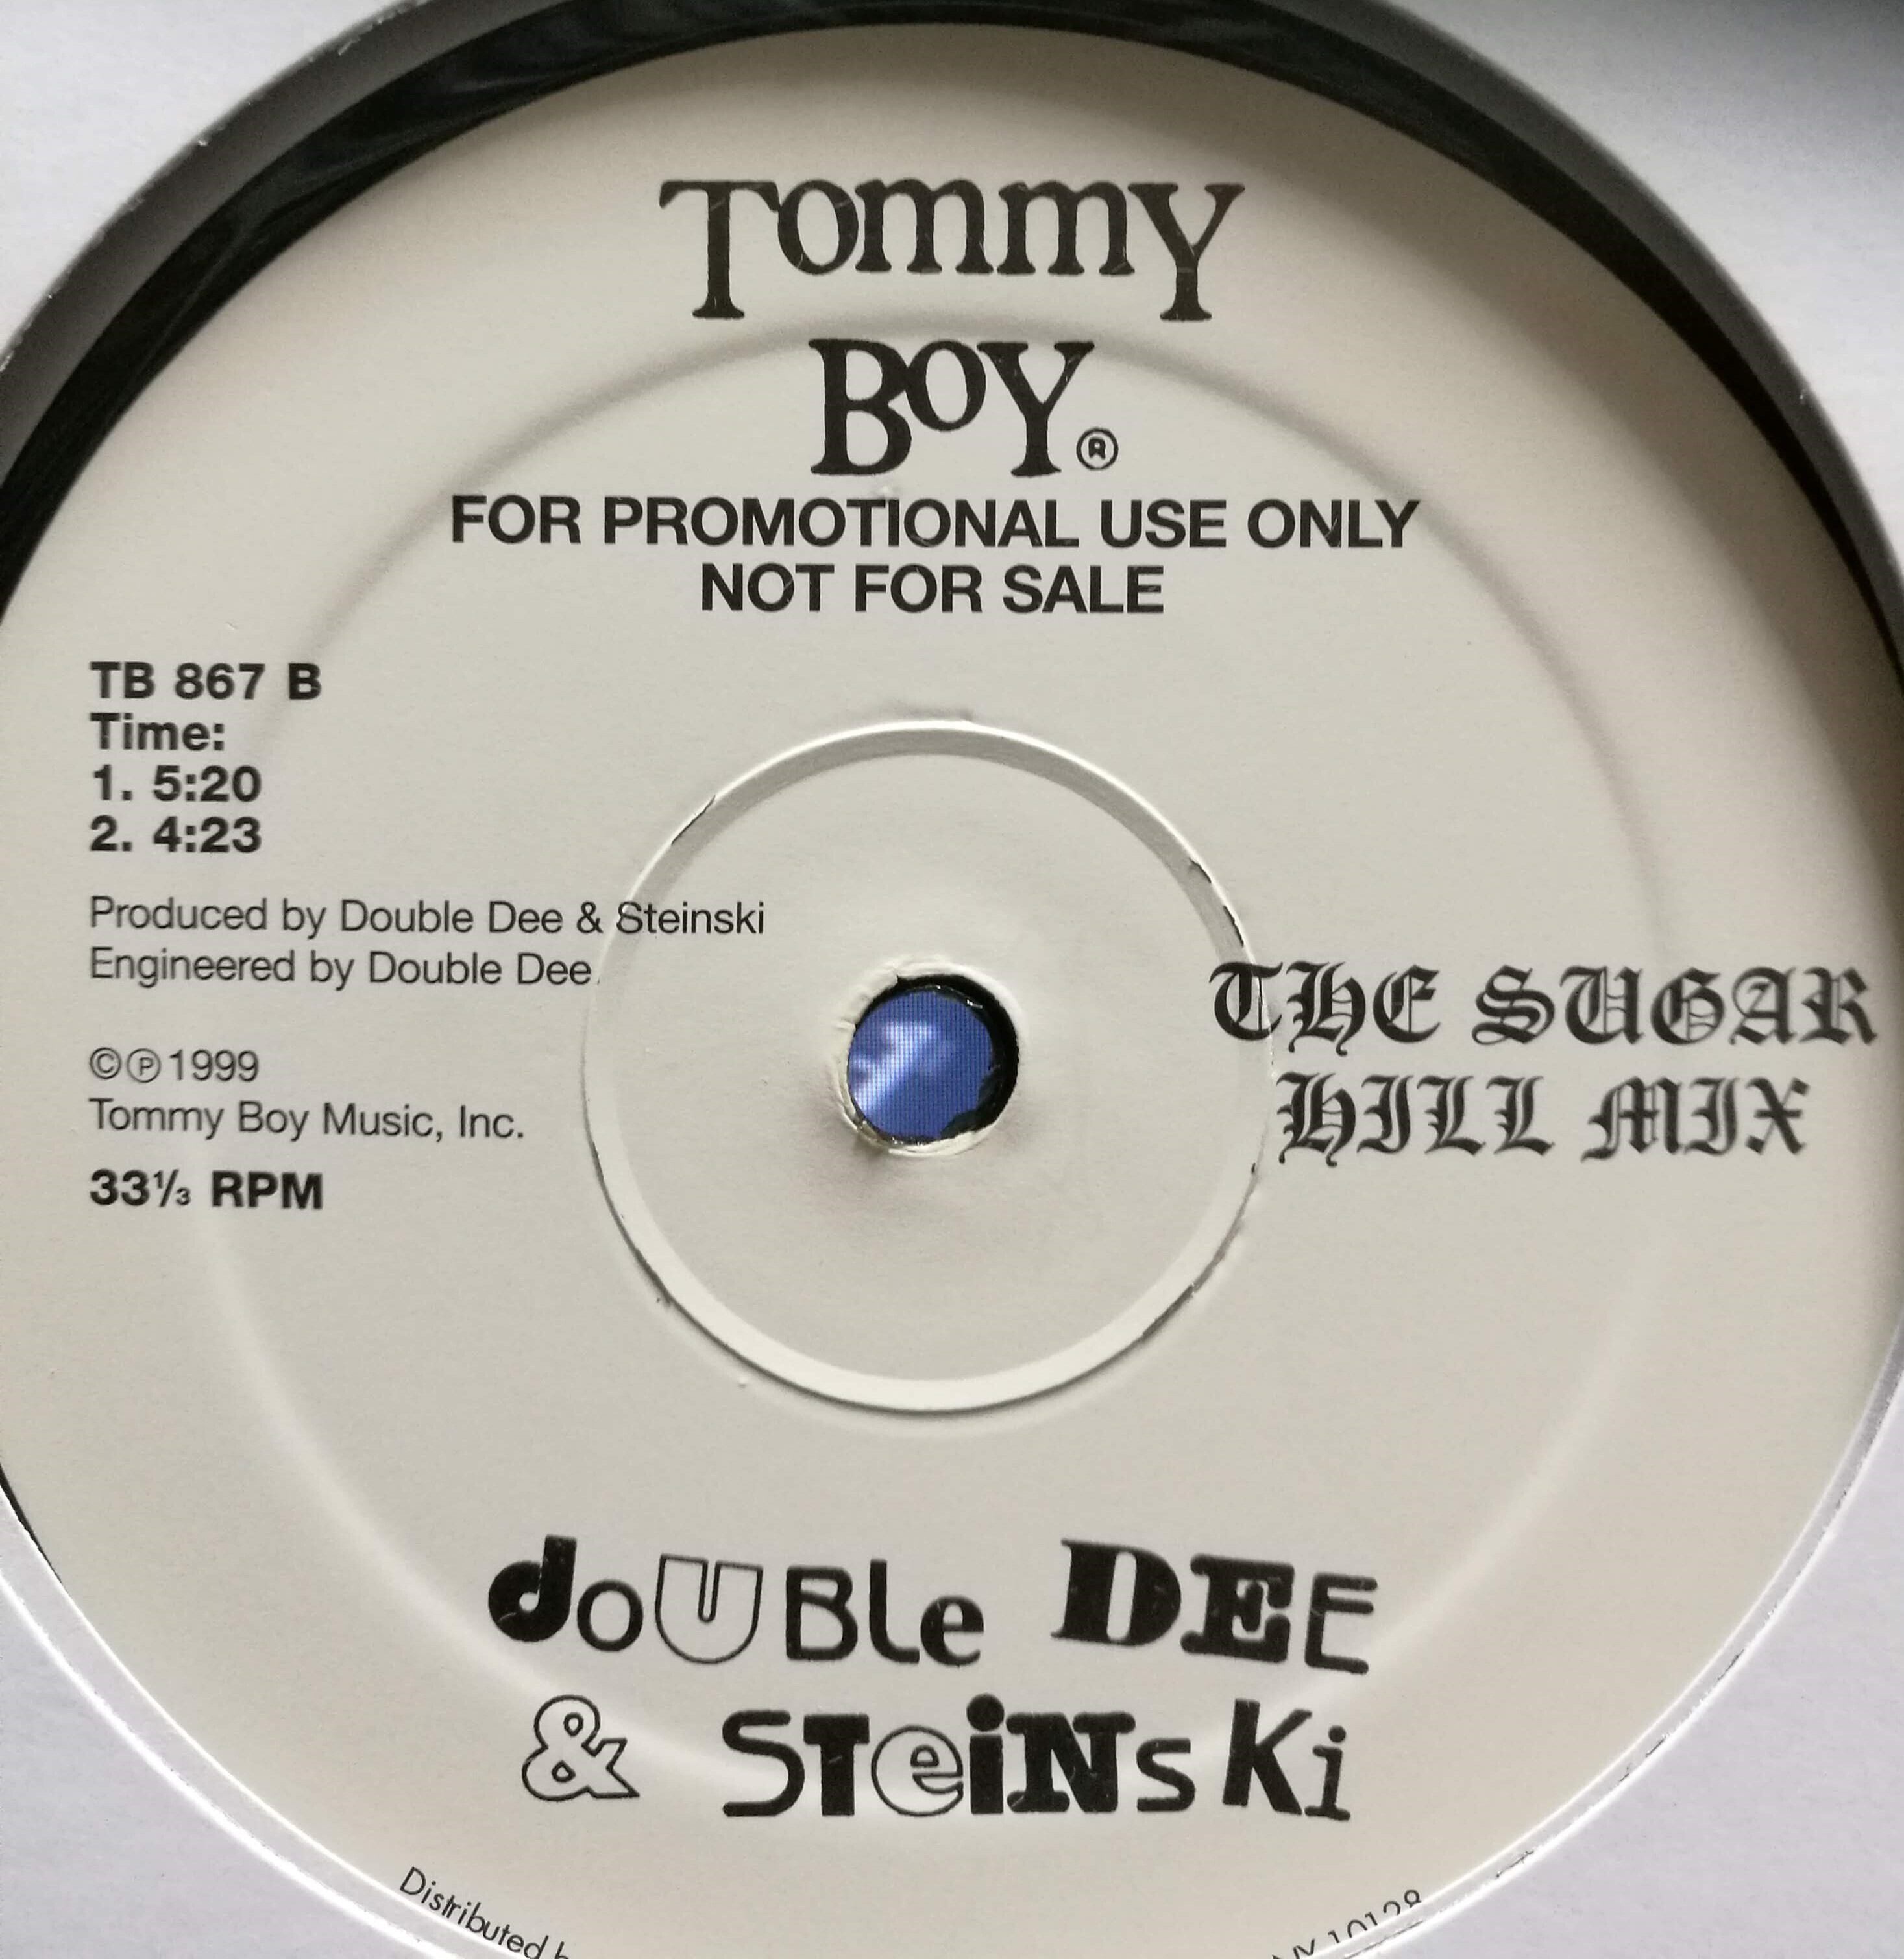 Tommy
Boy®
FOR PROMOTIONAL USE ONLY
NOT FOR SALE
TB 867 B
Time:
1. 5:20
2. 4:23
Produced by Double Dee & Steinski
Engineered by Double Dee
©℗1999
Tommy Boy Music, Inc.
33⅓ RPM
THE SUGAR
HILL MIX
doUBLe DEE
& STeiNsKi
Distributed
NY 10128